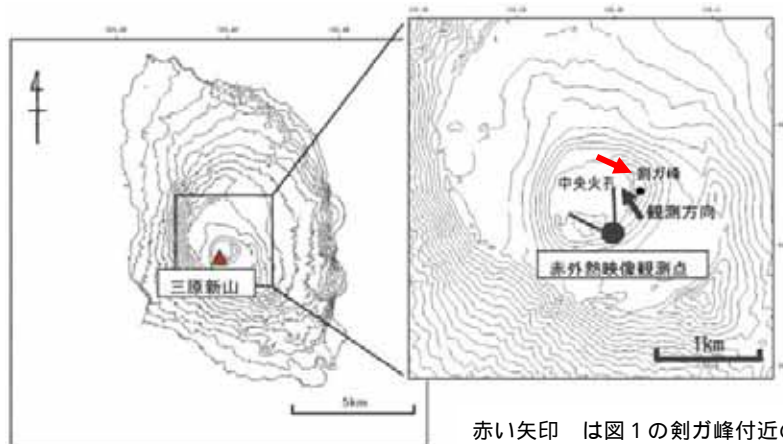 三原新山
5km
剣ガ峰
中央火孔
観測方向
赤外熱映像観測点
1km
赤い矢印 は図1の剣ガ峰付近の